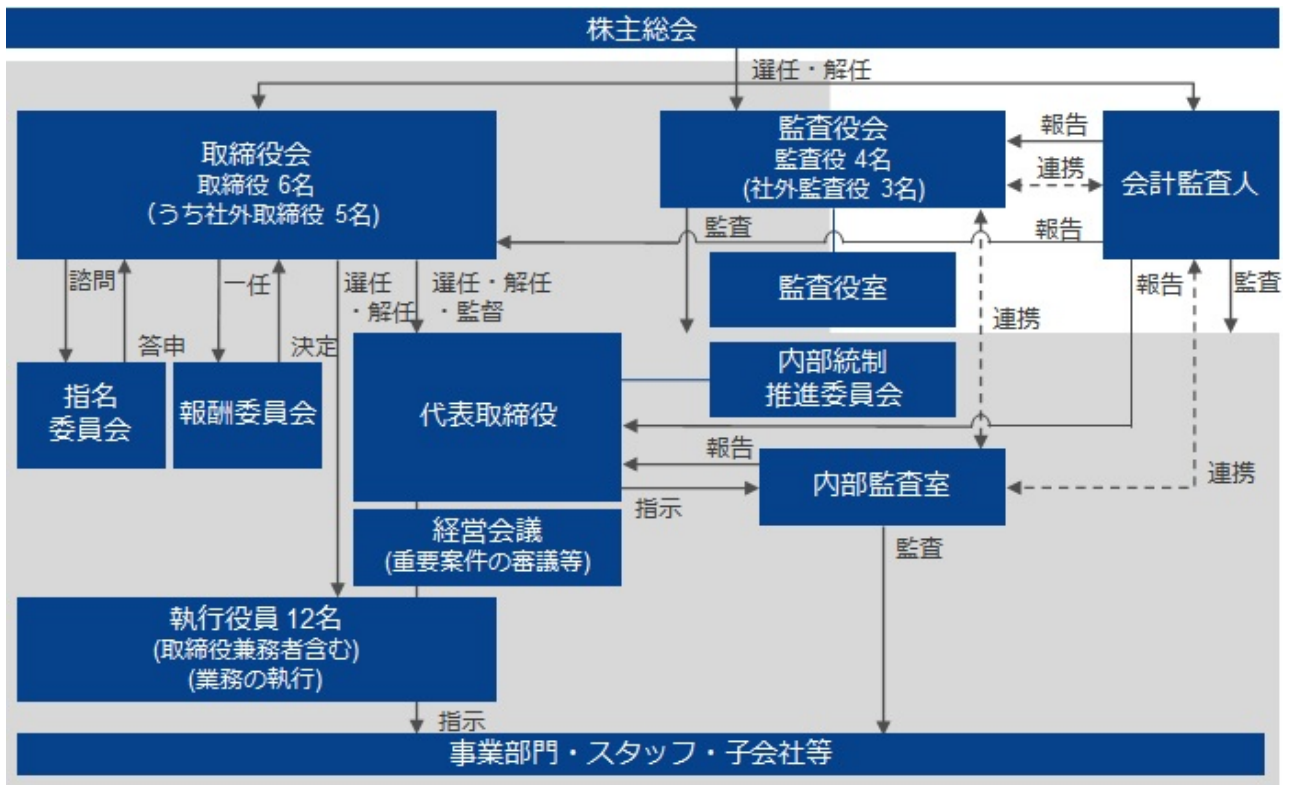 株主総会
選任・解任
取締役会
取締役 6名
(うち社外取締役 5名)
監査役会
監査役 4名
(社外監査役 3名)
報告
連携
会計監査人
監査
報告
諮問
一任
選任
・解任
選任・解任
・監督
監査役室
連携
報告
監査
答申
決定
指名
委員会
報酬委員会
代表取締役
内部統制
推進委員会
報告
指示
内部監査室
連携
経営会議
(重要案件の審議等)
監査
執行役員 12名
(取締役兼務者含む)
(業務の執行)
指示
事業部門・スタッフ・子会社等